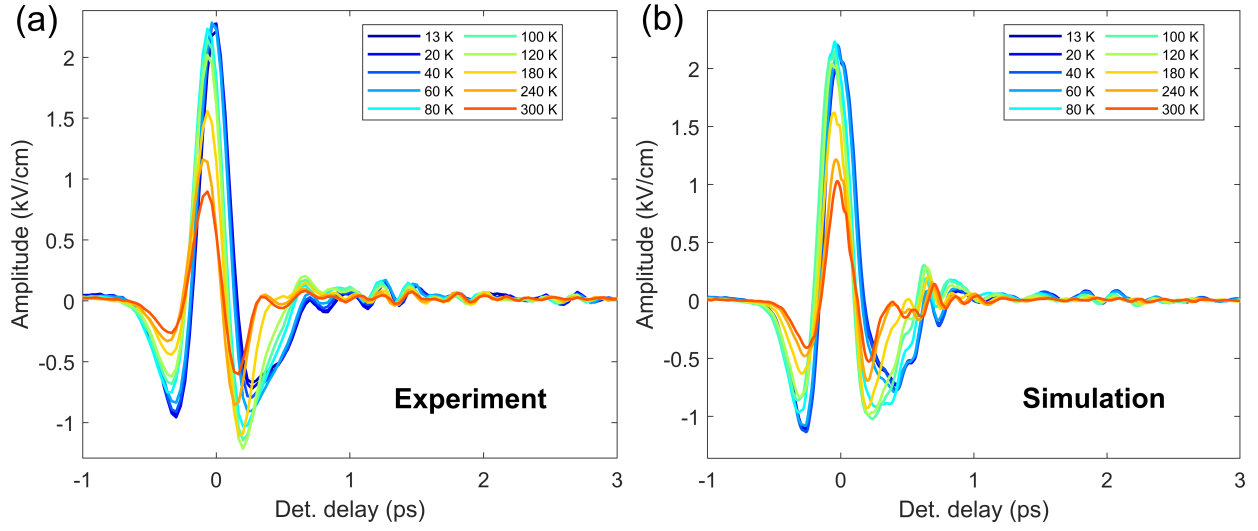 (a)
13 K 100 K
20 K 120 K
40 K 180 K
60 K 240 K
80 K 300 K
2
1.5
1
0.5
0
-0.5
-1
Amplitude (kV/cm)
Experiment
-1 0 1 2 3
Det. delay (ps)
(b)
13 K 100 K
20 K 120 K
40 K 180 K
60 K 240 K
80 K 300 K
2
1.5
1
0.5
0
-0.5
-1
Amplitude (kV/cm)
Simulation
-1 0 1 2 3
Det. delay (ps)